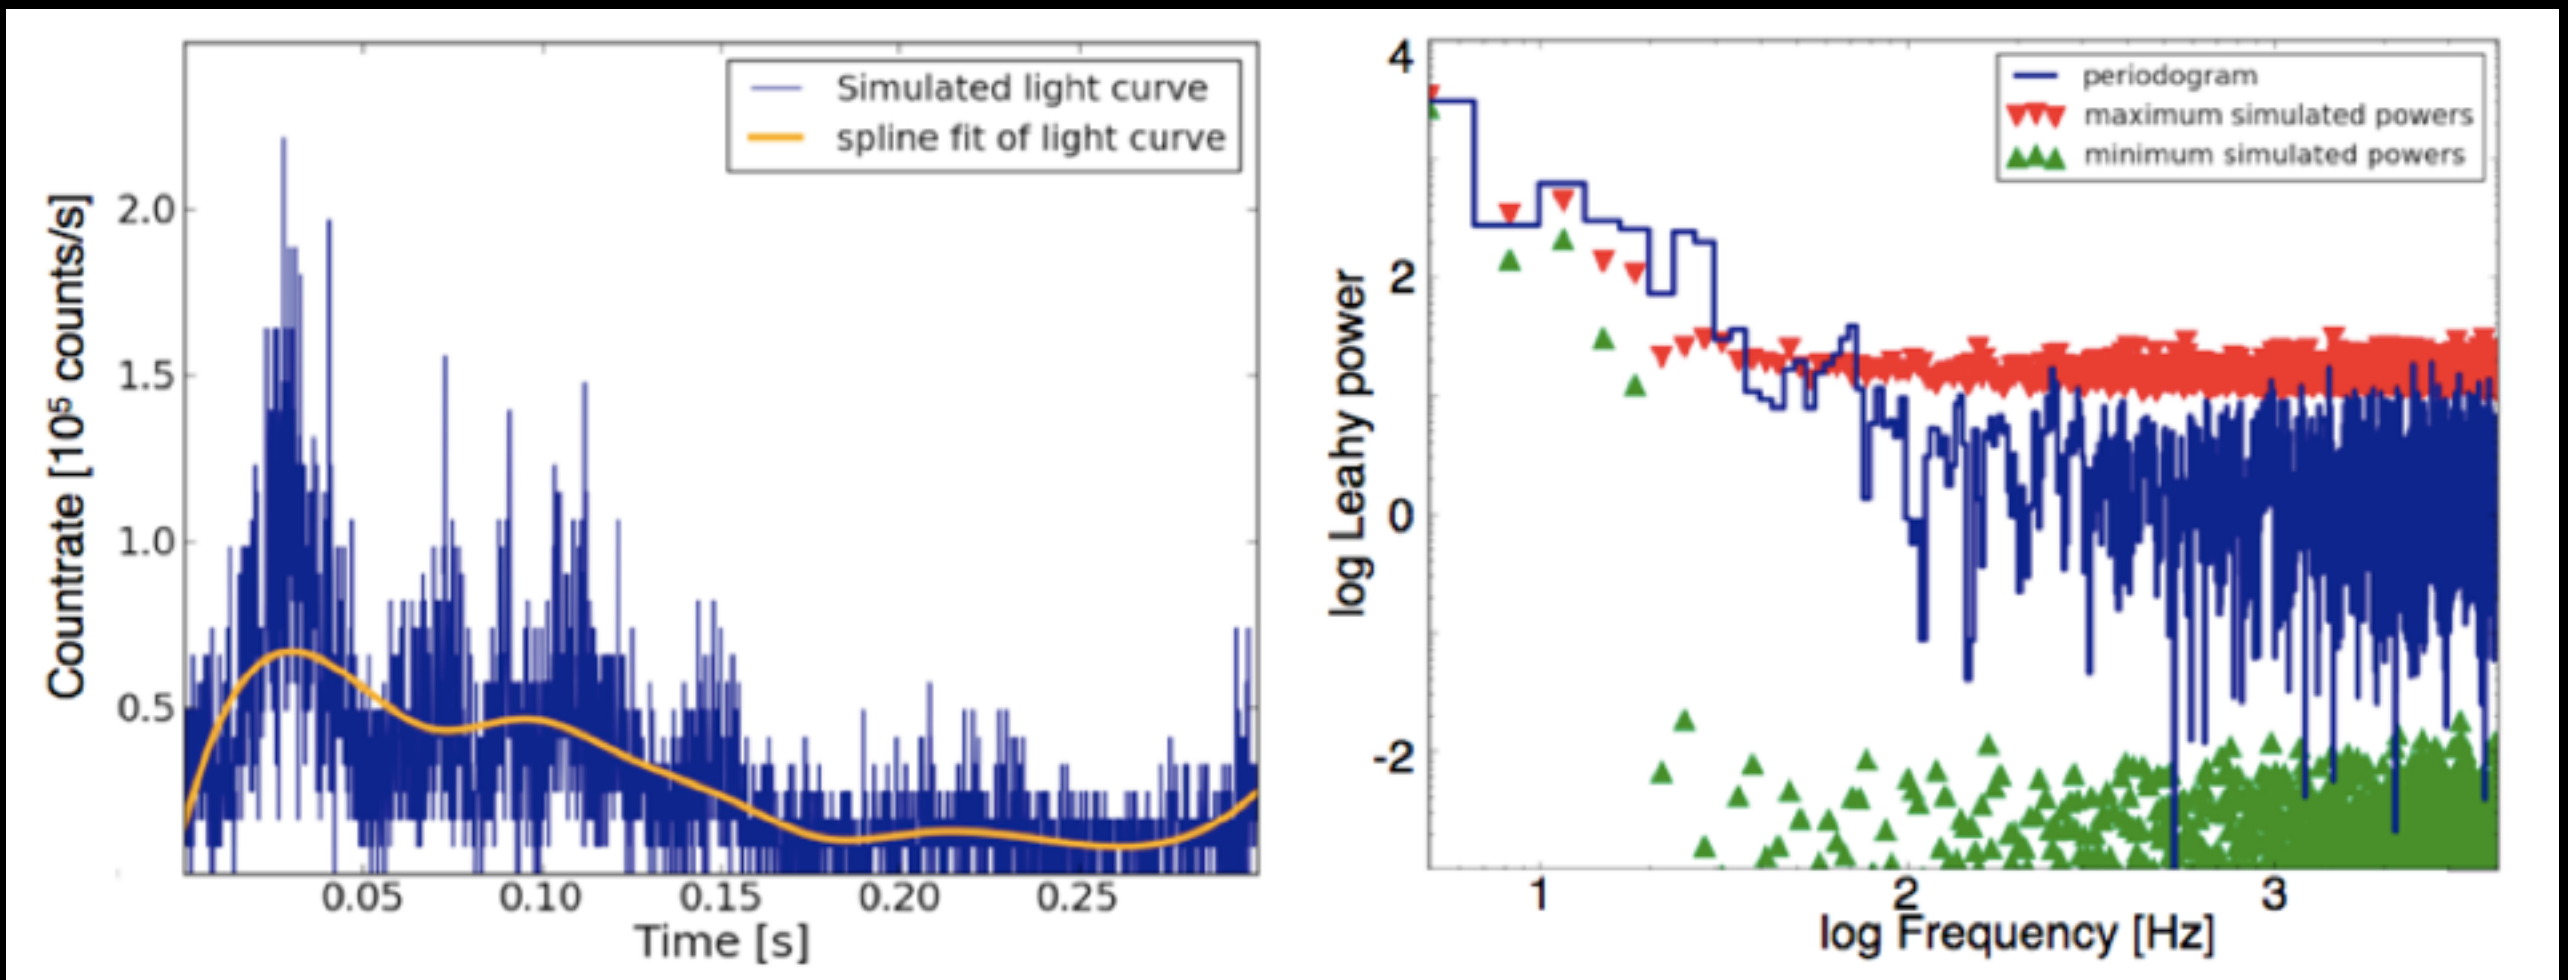 Simulated light curve
spline fit of light curve
Countrate [10⁵ counts/s]
2.0
1.5
1.0
0.5
0.05 0.10 0.15 0.20 0.25
Time [s]
periodogram
maximum simulated powers
minimum simulated powers
log Leahy power
4
2
0
-2
1 2 3
log Frequency [Hz]